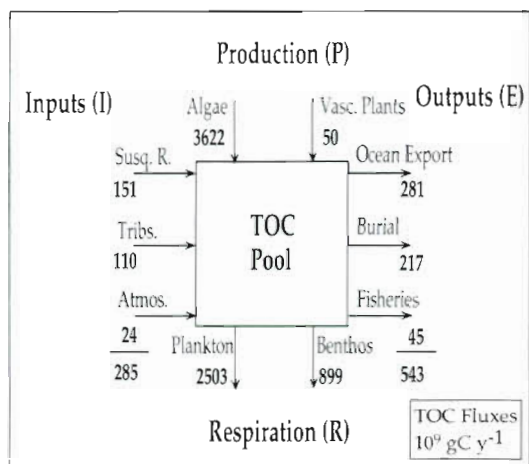 Production (P)
Inputs (I)
Outputs (E)
Algae
3622
Vasc. Plants
50
Susq. R.
151
Ocean Export
281
TOC
Pool
Tribs.
110
Burial
217
Atmos.
24
285
Fisheries
45
543
Plankton
2503
Benthos
899
Respiration (R)
TOC Fluxes
10⁹ gC y⁻¹